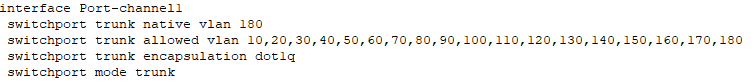 interface Port-channel1
switchport trunk native vlan 180
switchport trunk allowed vlan 10,20,30,40,50,60,70,80,90,100,110,120,130,140,150,160,170,180
switchport trunk encapsulation dot1q
switchport mode trunk